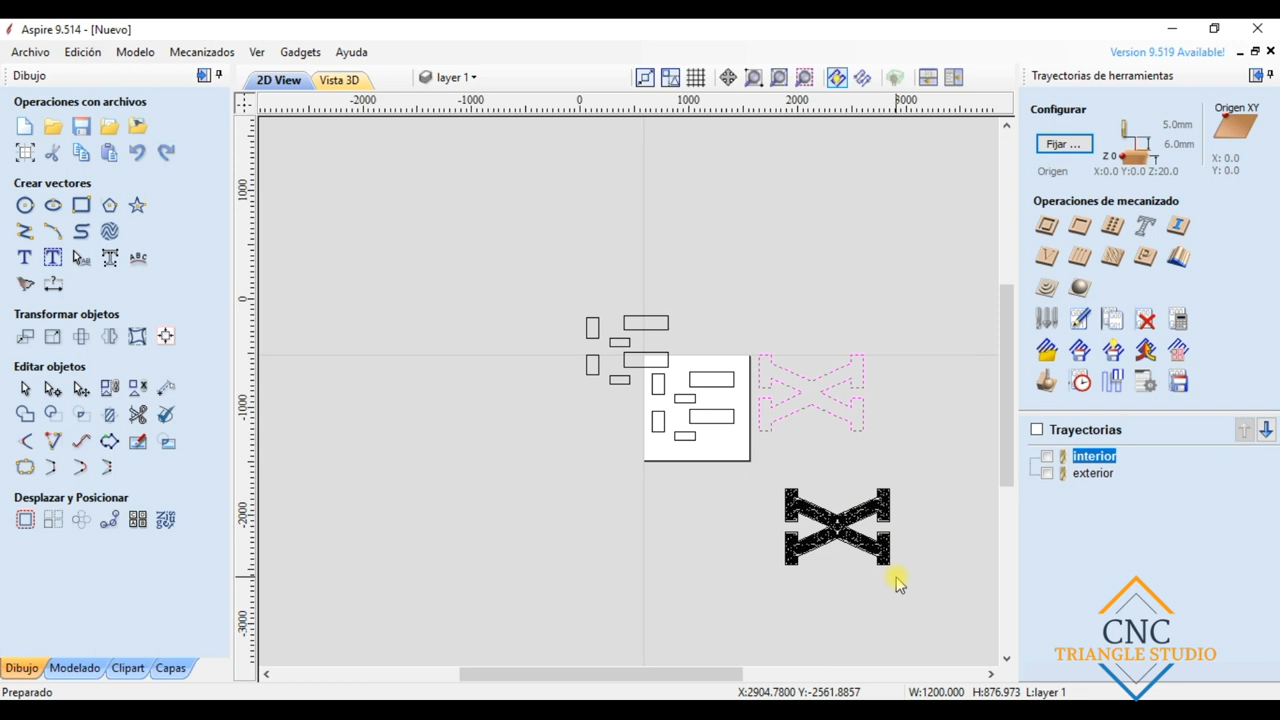 Aspire 9.514 - [Nuevo]
Archivo Edición Modelo Mecanizados Ver Gadgets Ayuda
Version 9.519 Available!
Dibujo
2D View Vista 3D
layer 1
Trayectorias de herramientas
Operaciones con archivos
Crear vectores
Transformar objetos
Editar objetos
Desplazar y Posicionar
Dibujo Modelado Clipart Capas
Preparado
-2000 -1000 0 1000 2000 3000
1000
0
-1000
-2000
-3000
Configurar
Fijar ...
5.0mm
6.0mm
Z 0
Origen X:0.0 Y:0.0 Z:20.0
Origen XY
X: 0.0
Y: 0.0
Operaciones de mecanizado
Trayectorias
interior
exterior
CNC
TRIANGLE STUDIO
X:2904.7800 Y:-2561.8857
W:1200.000 H:876.973 L:layer 1